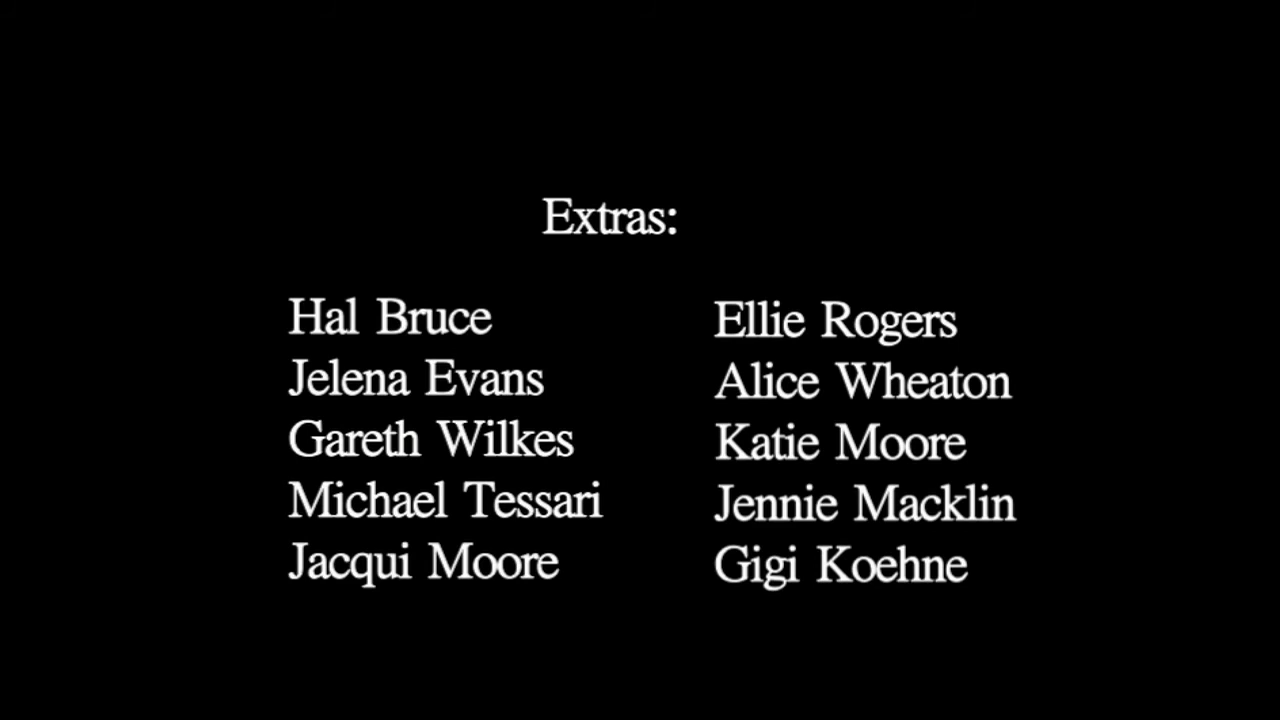 Extras:
Hal Bruce
Jelena Evans
Gareth Wilkes
Michael Tessari
Jacqui Moore
Ellie Rogers
Alice Wheaton
Katie Moore
Jennie Macklin
Gigi Koehne